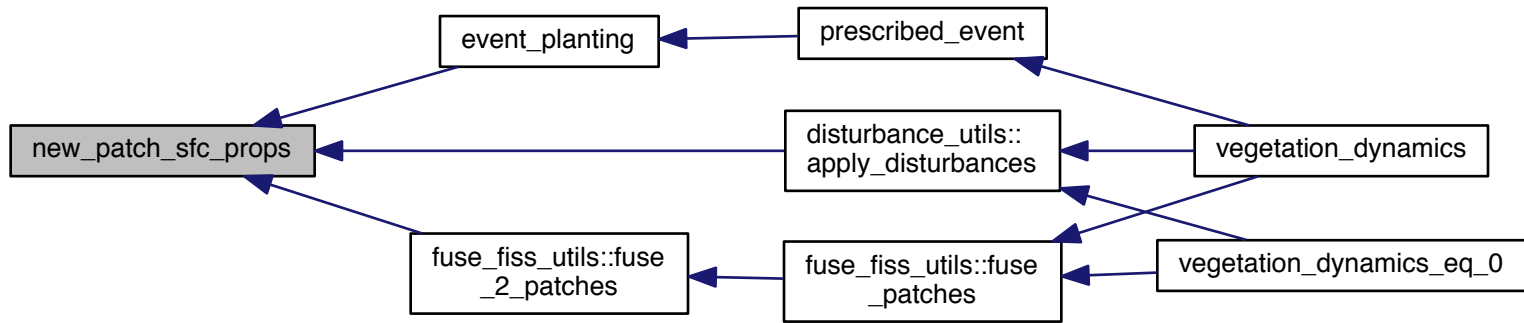 new_patch_sfc_props
event_planting
prescribed_event
disturbance_utils::
apply_disturbances
fuse_fiss_utils::fuse
_2_patches
fuse_fiss_utils::fuse
_patches
vegetation_dynamics
vegetation_dynamics_eq_0